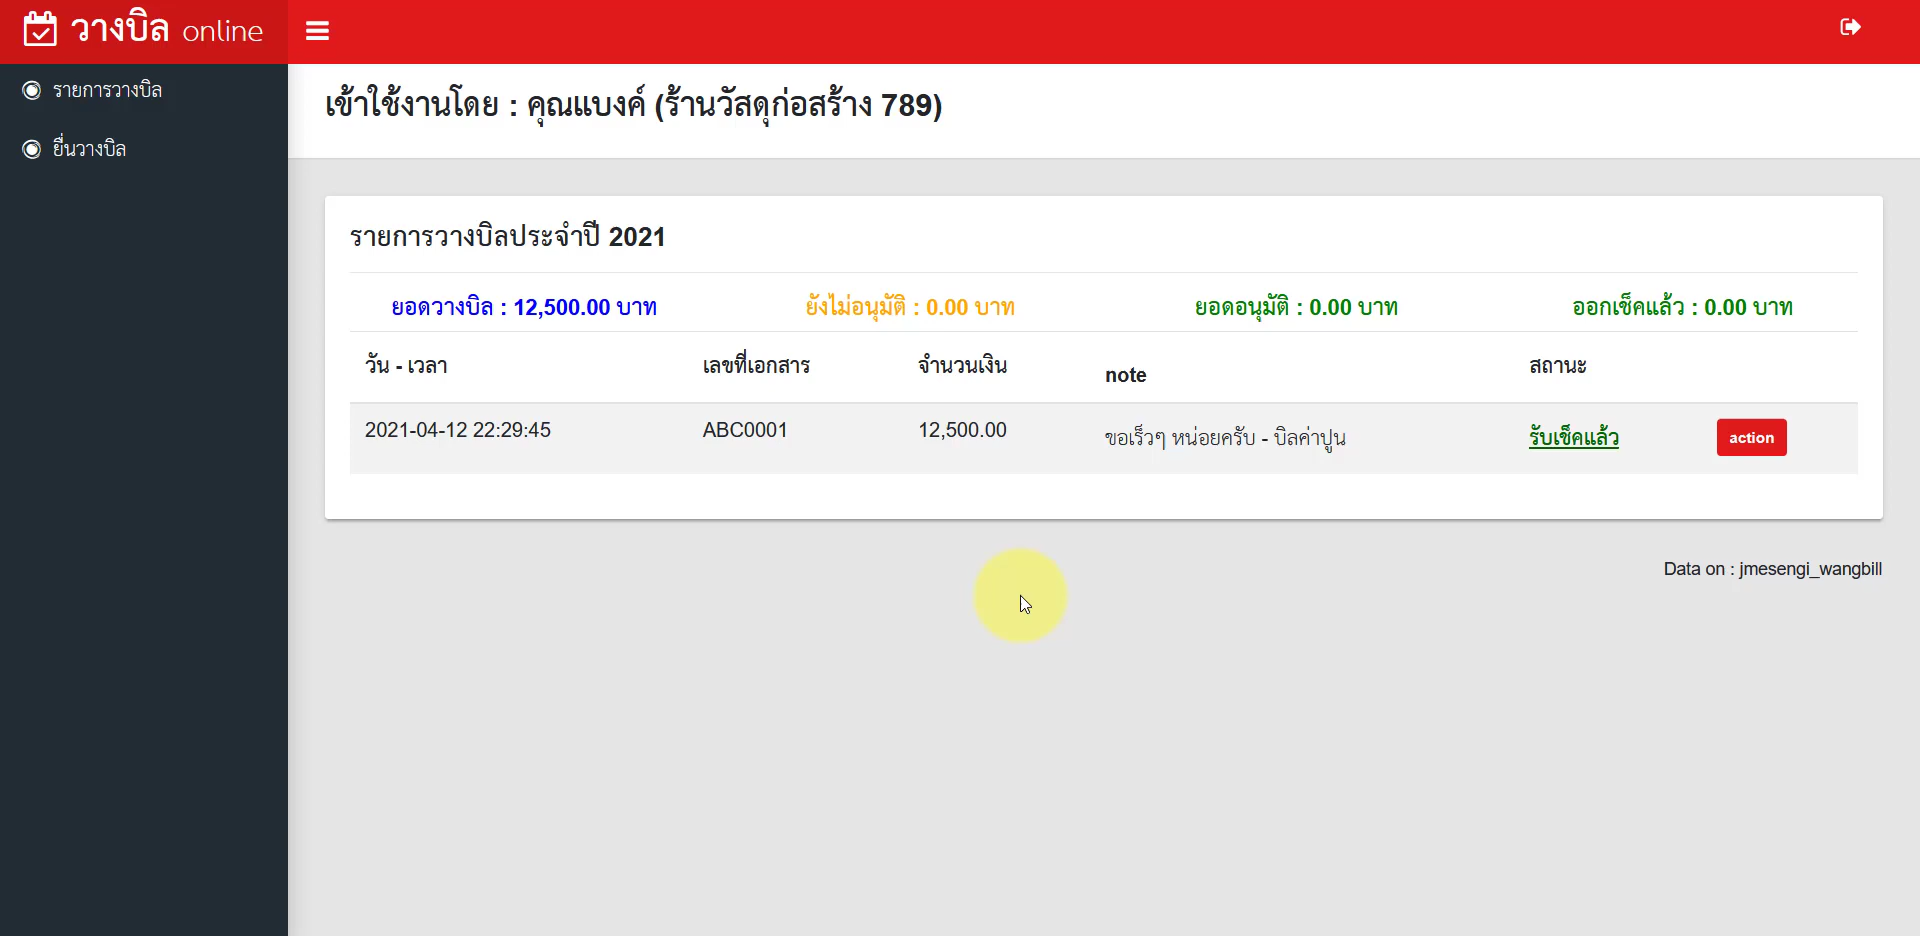 วางบิล online
รายการวางบิล
ยื่นวางบิล
เข้าใช้งานโดย : คุณแบงค์ (ร้านวัสดุก่อสร้าง 789)
รายการวางบิลประจำปี 2021
ยอดวางบิล : 12,500.00 บาท ยังไม่อนุมัติ : 0.00 บาท ยอดอนุมัติ : 0.00 บาท ออกเช็คแล้ว : 0.00 บาท
วัน - เวลา เลขที่เอกสาร จำนวนเงิน note สถานะ
2021-04-12 22:29:45 ABC0001 12,500.00 ขอเร็วๆ หน่อยครับ - บิลค่าปูน รับเช็คแล้ว action
Data on : jmesengi_wangbill